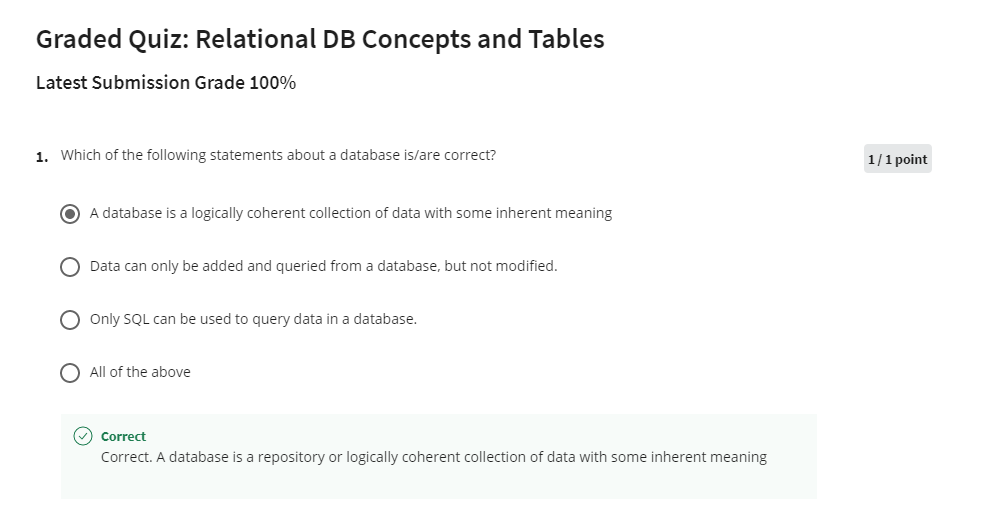 Graded Quiz: Relational DB Concepts and Tables
Latest Submission Grade 100%
1. Which of the following statements about a database is/are correct?
1 / 1 point
A database is a logically coherent collection of data with some inherent meaning
Data can only be added and queried from a database, but not modified.
Only SQL can be used to query data in a database.
All of the above
Correct
Correct. A database is a repository or logically coherent collection of data with some inherent meaning